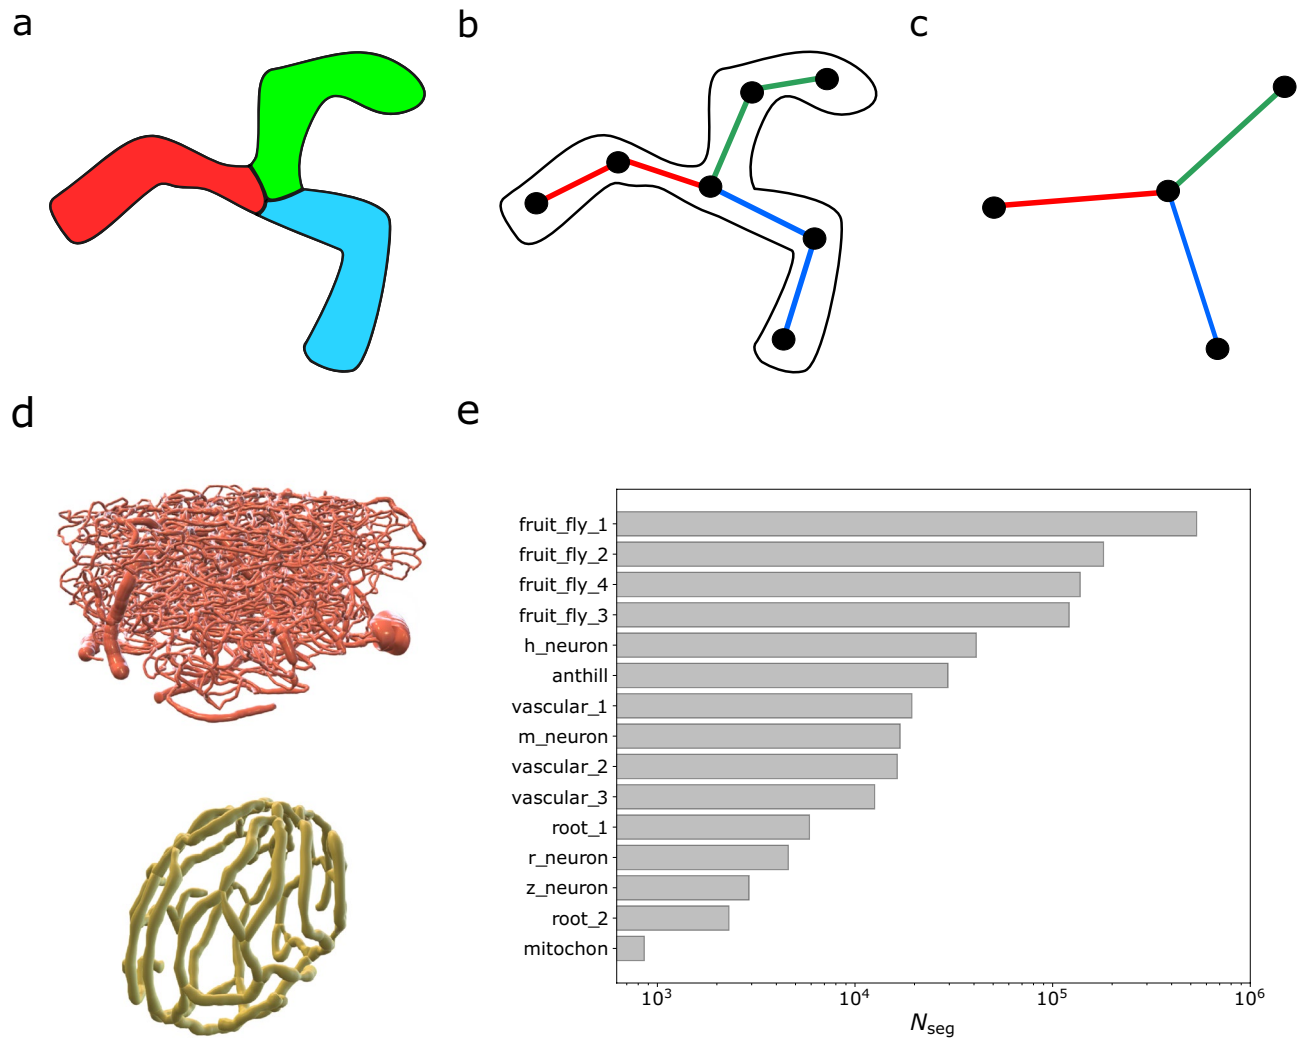 a
b
c
d
e
fruit_fly_1
fruit_fly_2
fruit_fly_4
fruit_fly_3
h_neuron
anthill
vascular_1
m_neuron
vascular_2
vascular_3
root_1
r_neuron
z_neuron
root_2
mitochon
10³ 10⁴ 10⁵ 10⁶
N_seg